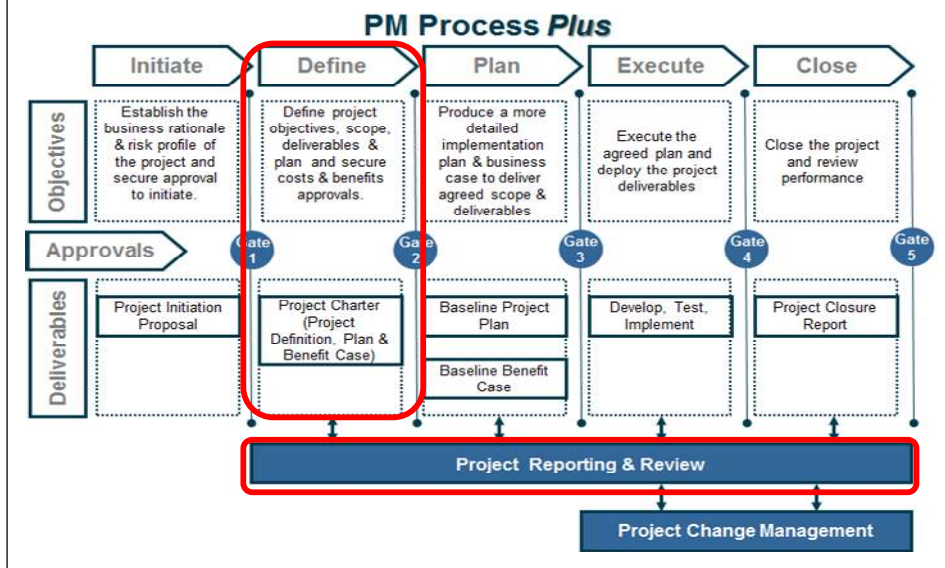 PM Process Plus
Initiate
Define
Plan
Execute
Close
Objectives
Establish the
business rationale
& risk profile of
the project and
secure approval
to initiate.
Define project
objectives, scope,
deliverables &
plan and secure
costs & benefits
approvals.
Produce a more
detailed
implementation
plan & business
case to deliver
agreed scope &
deliverables
Execute the
agreed plan and
deploy the project
deliverables
Close the project
and review
performance
Approvals
Gate
1
Gate
2
Gate
3
Gate
4
Gate
5
Deliverables
Project Initiation
Proposal
Project Charter
(Project
Definition, Plan &
Benefit Case)
Baseline Project
Plan
Baseline Benefit
Case
Develop, Test,
Implement
Project Closure
Report
Project Reporting & Review
Project Change Management